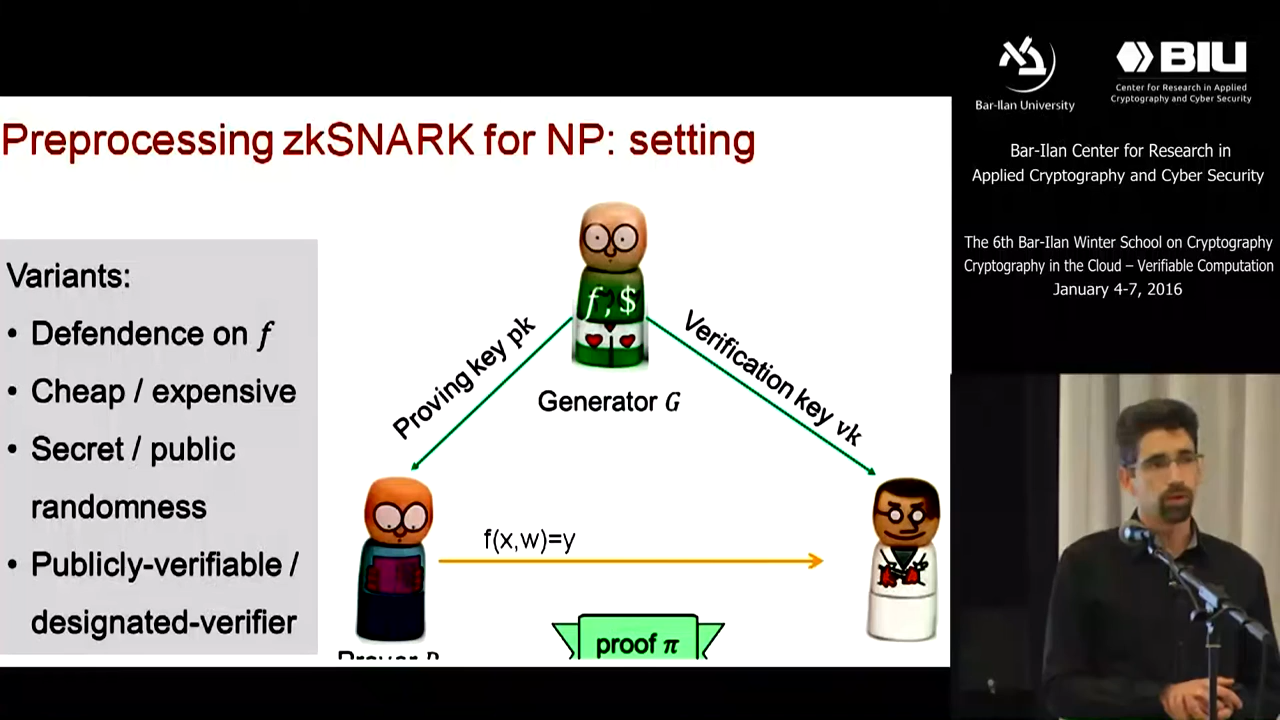 Bar-Ilan University
BIU
Center for Research in Applied
Cryptography and Cyber Security
Bar-Ilan Center for Research in
Applied Cryptography and Cyber Security
The 6th Bar-Ilan Winter School on Cryptography
Cryptography in the Cloud – Verifiable Computation
January 4-7, 2016
Preprocessing zkSNARK for NP: setting
Variants:
• Defendence on f
• Cheap / expensive
• Secret / public
randomness
• Publicly-verifiable /
designated-verifier
f, $
Generator G
Proving key pk
Verification key vk
f(x,w)=y
proof π